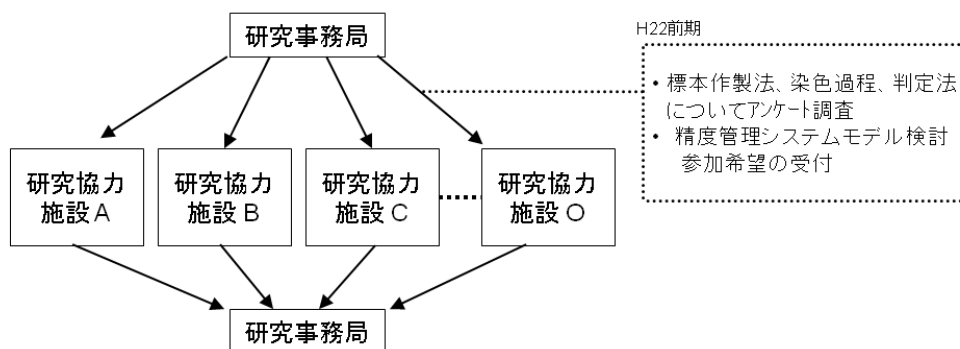 研究事務局
H22前期
・標本作製法、染色過程、判定法
についてアンケート調査
・ 精度管理システムモデル検討
参加希望の受付
研究協力
施設 A
研究協力
施設 B
研究協力
施設 C
研究協力
施設 O
研究事務局